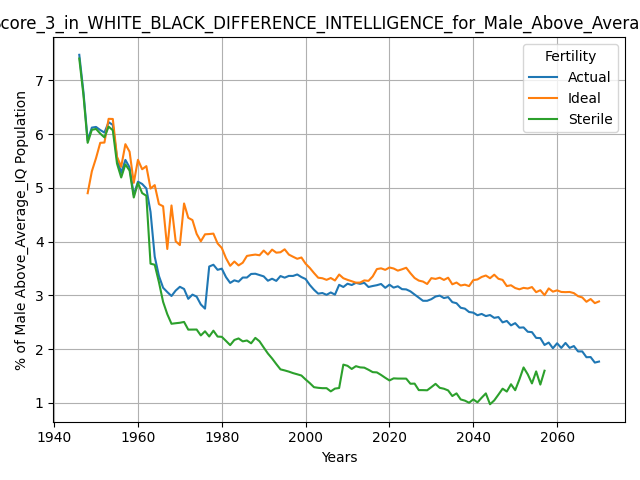 core_3_in_WHITE_BLACK_DIFFERENCE_INTELLIGENCE_for_Male_Above_Avera
Fertility
Actual
Ideal
Sterile
% of Male Above_Average_IQ Population
7
6
5
4
3
2
1
1940 1960 1980 2000 2020 2040 2060
Years